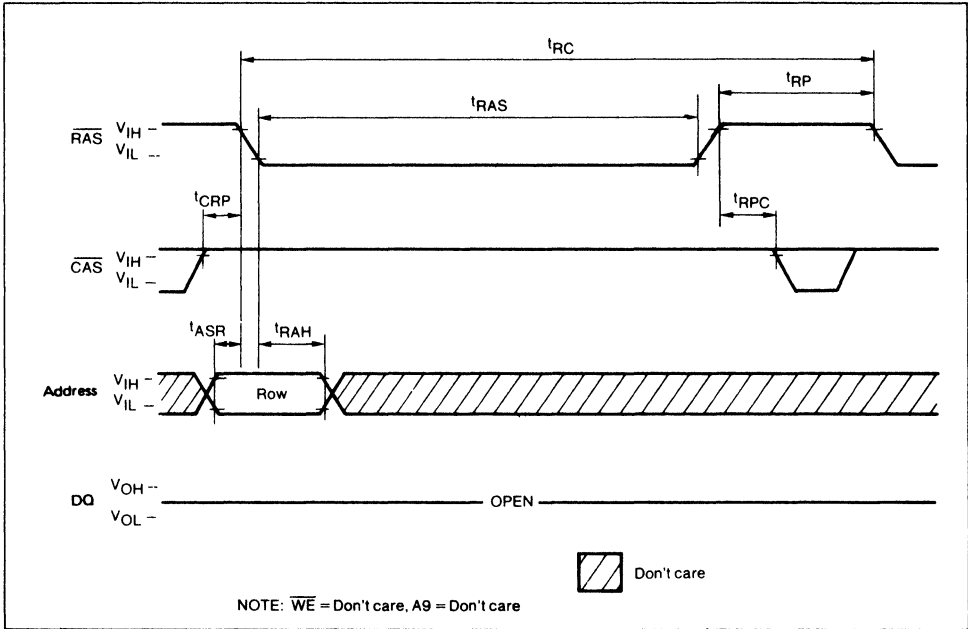 tRC
tRP
tRAS
RAS VIH
VIL
tCRP
tRPC
CAS VIH
VIL
tASR tRAH
Address VIH
VIL
Row
DQ VOH
VOL
OPEN
Don't care
NOTE: WE = Don't care, A9 = Don't care